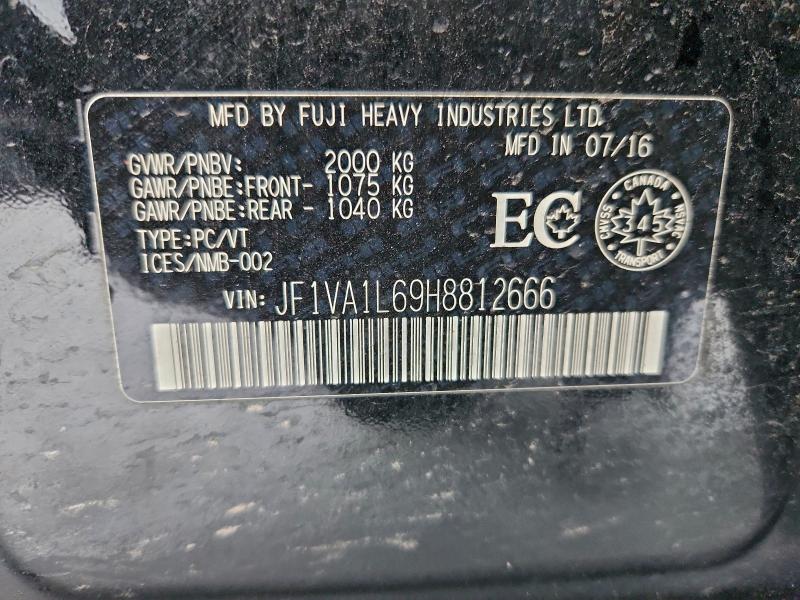 MFD BY FUJI HEAVY INDUSTRIES LTD.
MFD IN 07/16
GVWR/PNBV: 2000 KG
GAWR/PNBE:FRONT- 1075 KG
GAWR/PNBE:REAR - 1040 KG
TYPE:PC/VT
ICES/NMB-002
EC
CANADA
CMVSS 345 NSVAC
TRANSPORT
VIN: JF1VA1L69H8812666